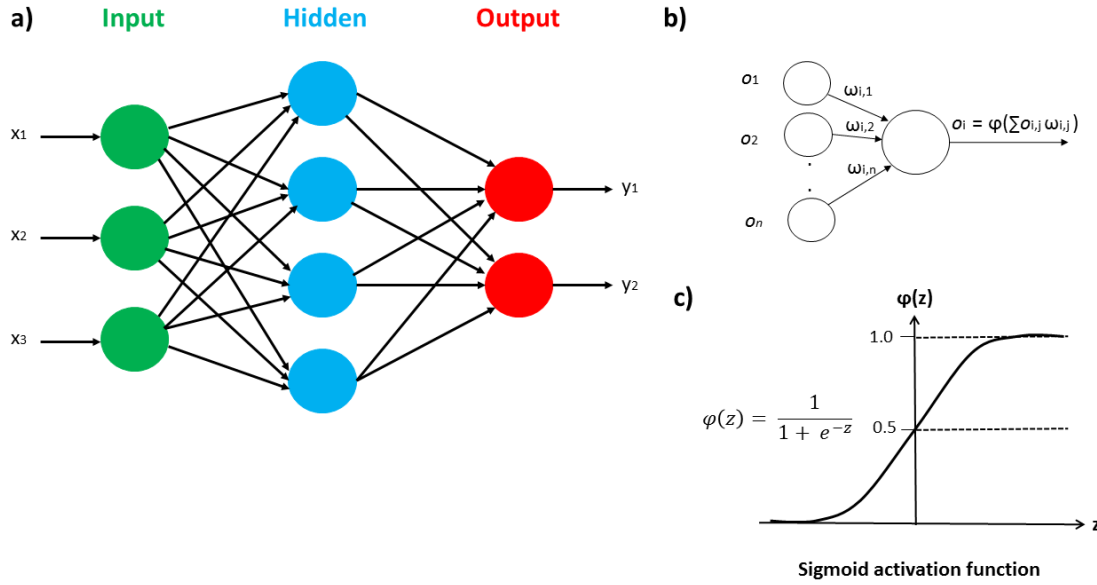 a)
Input Hidden Output
x1
x2
x3
y1
y2
b)
o1
o2
.
.
on
ωi,1
ωi,2
ωi,n
oi = φ(∑oi,j ωi,j)
c)
φ(z)
1.0
0.5
z
φ(z) = 1 / 1 + e^-z
Sigmoid activation function